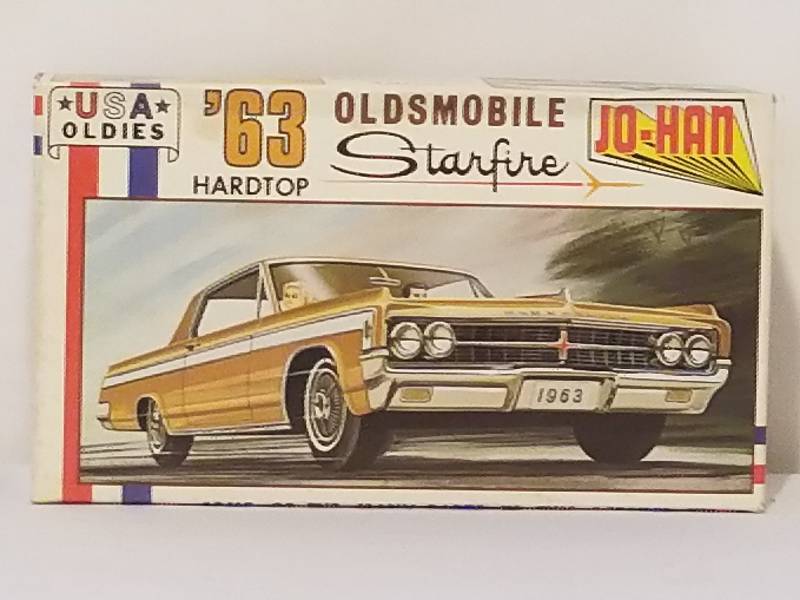 ★USA★
OLDIES
'63
HARDTOP
OLDSMOBILE
Starfire
JO-HAN
1963